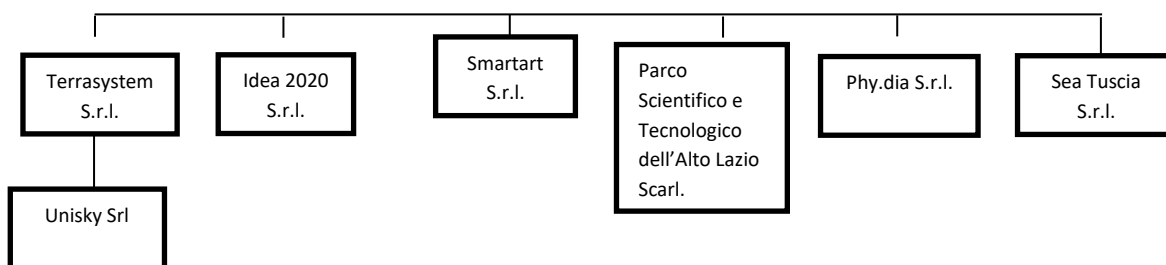 Terrasystem
S.r.l.
Idea 2020
S.r.l.
Smartart
S.r.l.
Parco
Scientifico e
Tecnologico
dell’Alto Lazio
Scarl.
Phy.dia S.r.l.
Sea Tuscia
S.r.l.
Unisky Srl